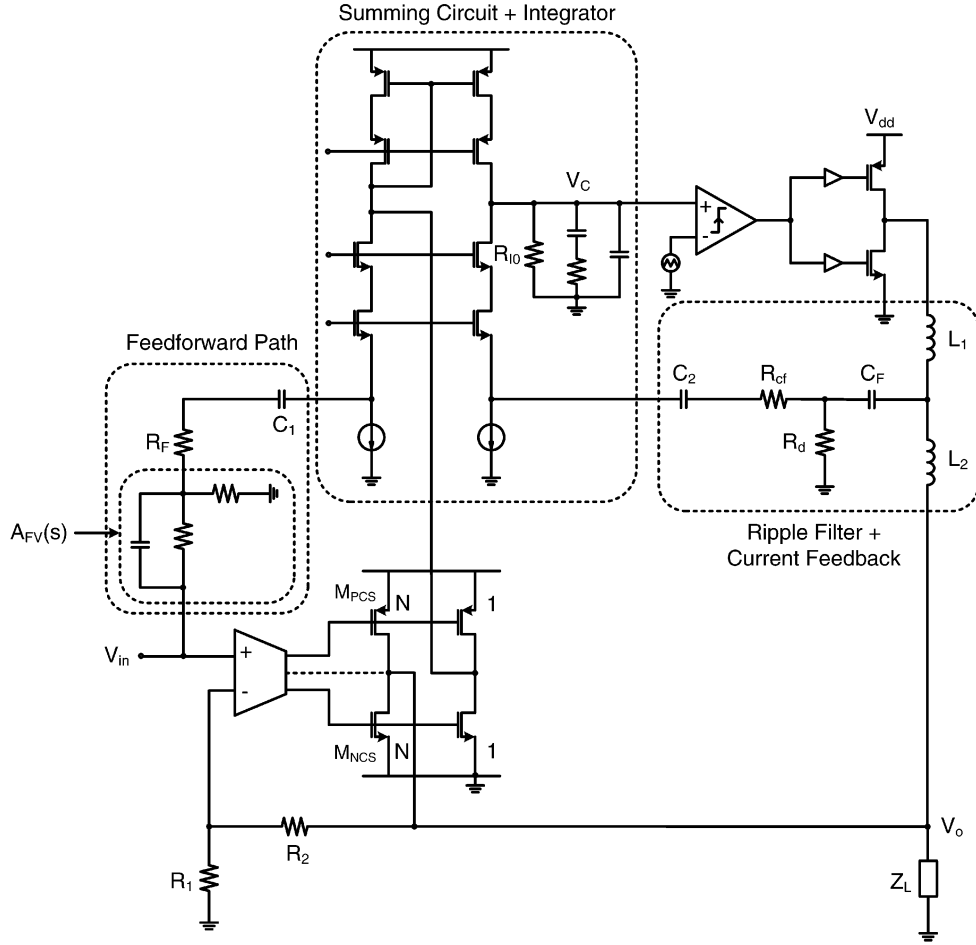 Summing Circuit + Integrator
V_dd
V_C
+
-
R_I0
L_1
Feedforward Path
C_2
R_cf
C_F
C_1
R_F
R_d
L_2
A_FV(s)
Ripple Filter +
Current Feedback
M_PCS
N
1
V_in
+
-
M_NCS
N
1
V_o
R_2
R_1
Z_L